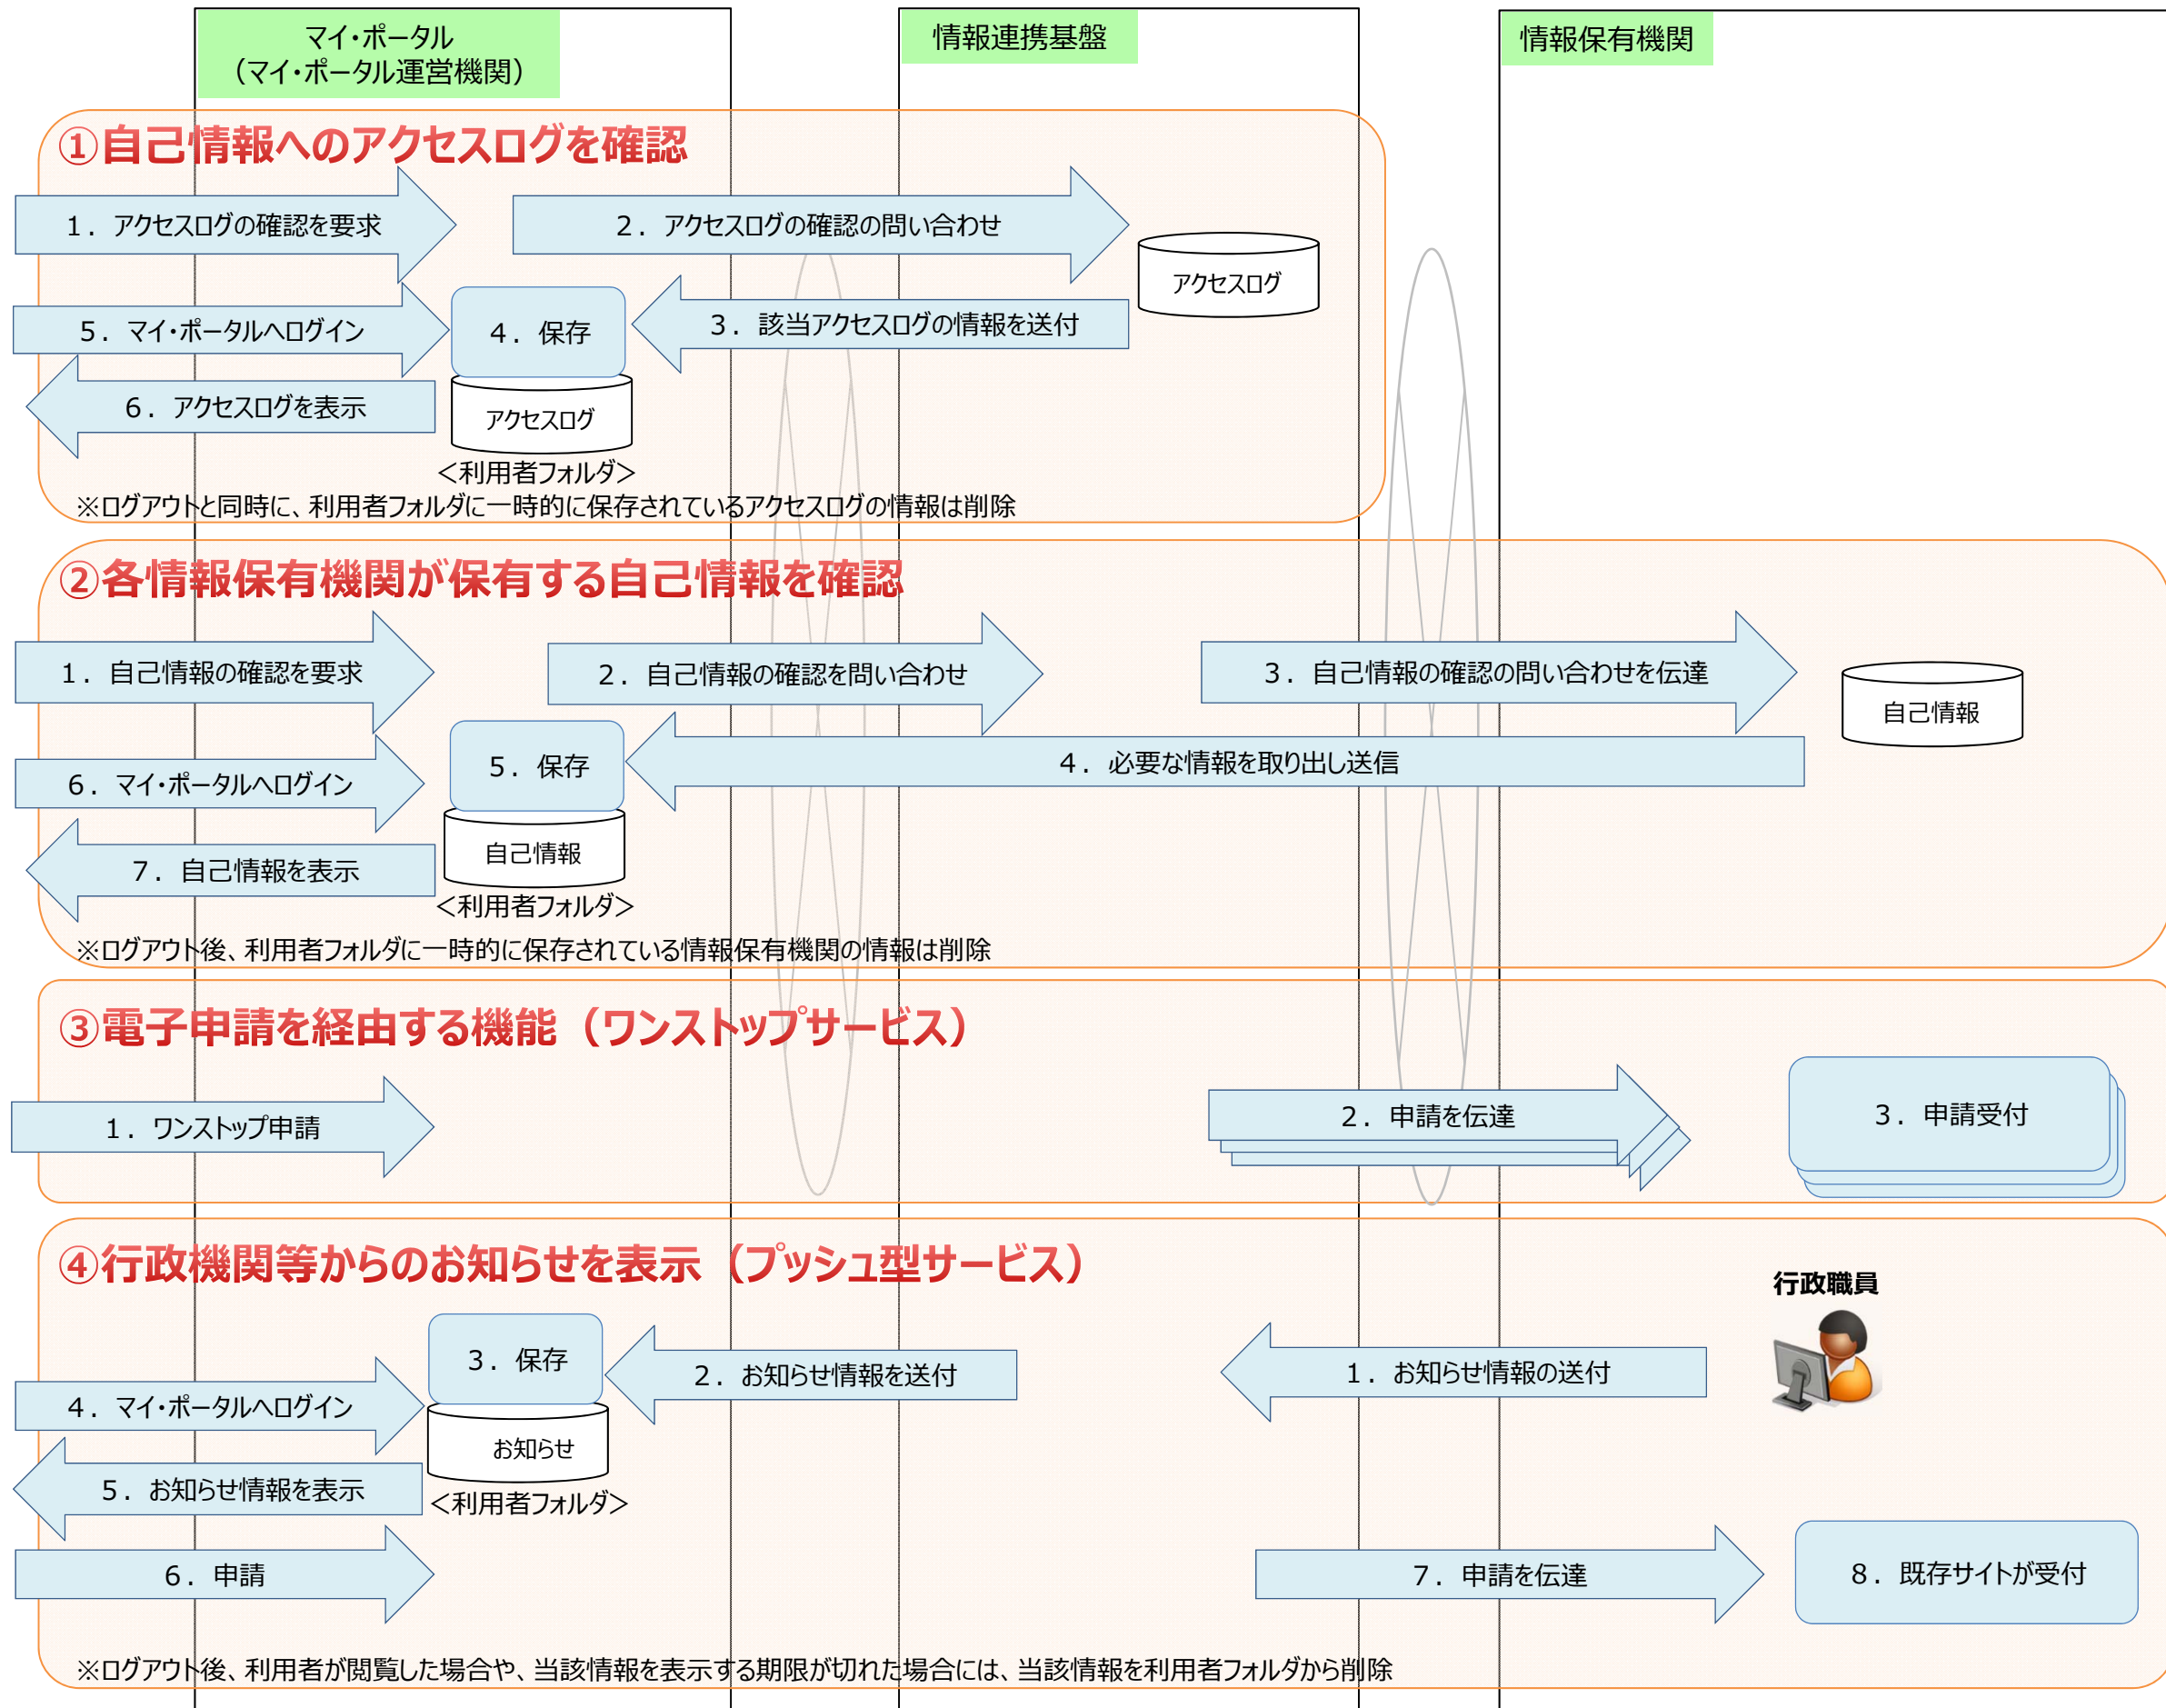 マイ・ポータル
（マイ・ポータル運営機関）
情報連携基盤
情報保有機関
①自己情報へのアクセスログを確認
１．アクセスログの確認を要求
２．アクセスログの確認の問い合わせ
アクセスログ
３．該当アクセスログの情報を送付
４．保存
５．マイ・ポータルへログイン
６．アクセスログを表示
アクセスログ
＜利用者フォルダ＞
※ログアウトと同時に、利用者フォルダに一時的に保存されているアクセスログの情報は削除
②各情報保有機関が保有する自己情報を確認
１．自己情報の確認を要求
２．自己情報の確認を問い合わせ
３．自己情報の確認の問い合わせを伝達
自己情報
４．必要な情報を取り出し送信
５．保存
６．マイ・ポータルへログイン
７．自己情報を表示
自己情報
＜利用者フォルダ＞
※ログアウト後、利用者フォルダに一時的に保存されている情報保有機関の情報は削除
③電子申請を経由する機能（ワンストップサービス）
１．ワンストップ申請
２．申請を伝達
３．申請受付
④行政機関等からのお知らせを表示（プッシュ型サービス）
行政職員
１．お知らせ情報の送付
２．お知らせ情報を送付
３．保存
４．マイ・ポータルへログイン
お知らせ
５．お知らせ情報を表示
＜利用者フォルダ＞
６．申請
７．申請を伝達
８．既存サイトが受付
※ログアウト後、利用者が閲覧した場合や、当該情報を表示する期限が切れた場合には、当該情報を利用者フォルダから削除